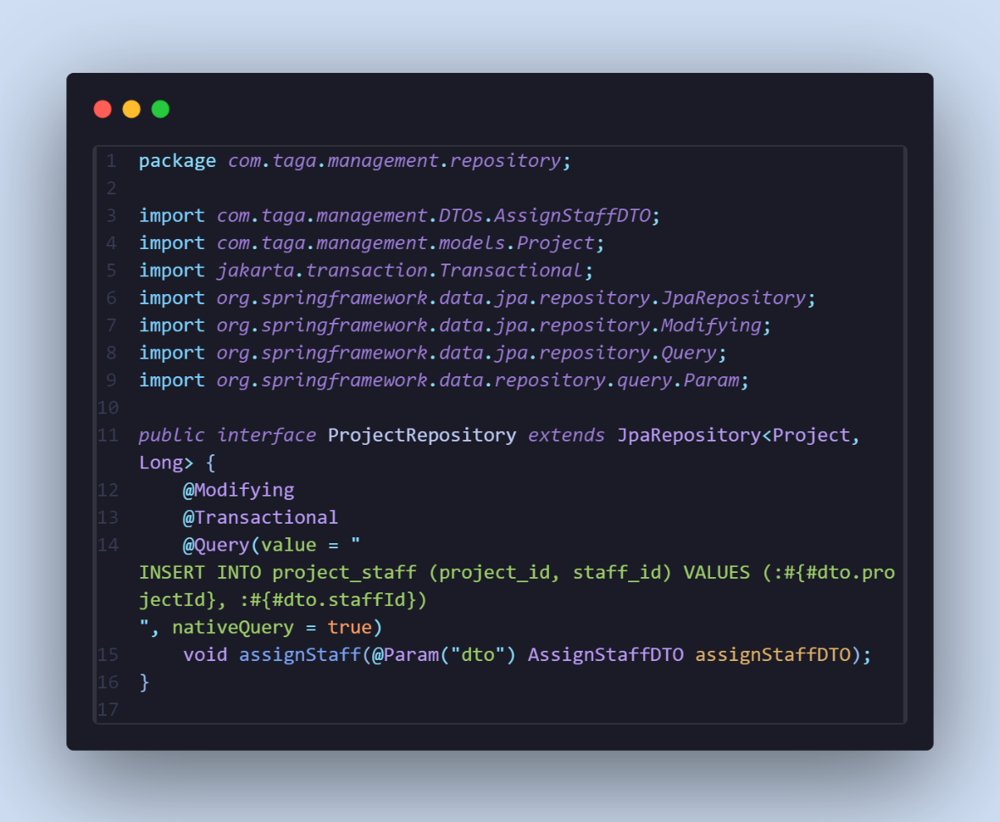 1 package com.taga.management.repository;
2
3 import com.taga.management.DTOs.AssignStaffDTO;
4 import com.taga.management.models.Project;
5 import jakarta.transaction.Transactional;
6 import org.springframework.data.jpa.repository.JpaRepository;
7 import org.springframework.data.jpa.repository.Modifying;
8 import org.springframework.data.jpa.repository.Query;
9 import org.springframework.data.repository.query.Param;
10
11 public interface ProjectRepository extends JpaRepository<Project,
Long> {
12     @Modifying
13     @Transactional
14     @Query(value = "
INSERT INTO project_staff (project_id, staff_id) VALUES (:#{#dto.pro
jectId}, :#{#dto.staffId})
", nativeQuery = true)
15     void assignStaff(@Param("dto") AssignStaffDTO assignStaffDTO);
16 }
17